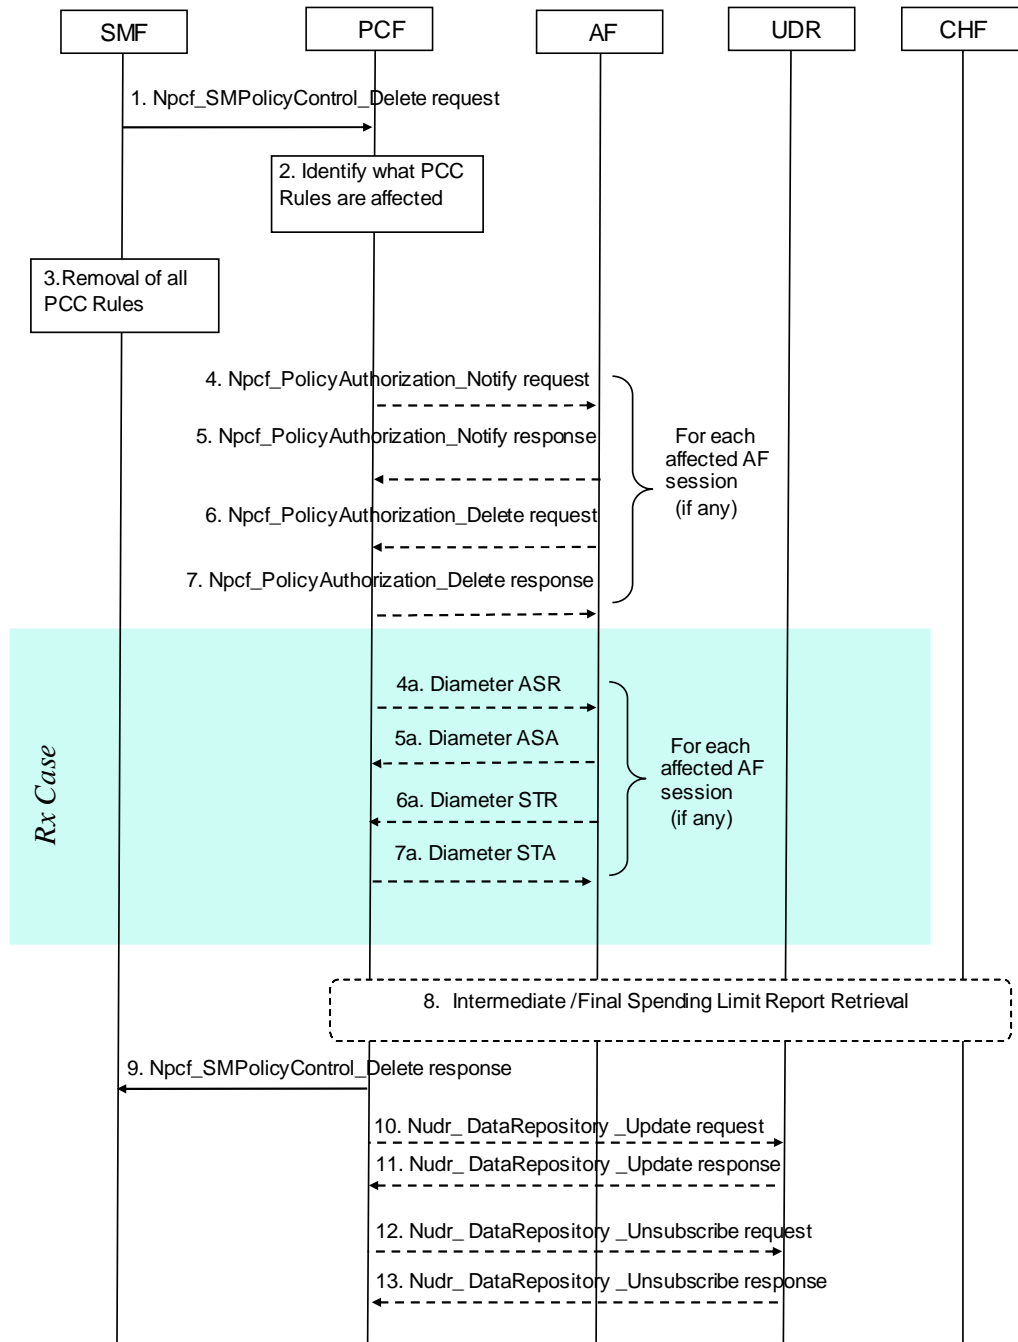 SMF
PCF
AF
UDR
CHF
1. Npcf_SMPolicyControl_Delete request
2. Identify what PCC
Rules are affected
3.Removal of all
PCC Rules
4. Npcf_PolicyAuthorization_Notify request
5. Npcf_PolicyAuthorization_Notify response
6. Npcf_PolicyAuthorization_Delete request
7. Npcf_PolicyAuthorization_Delete response
For each
affected AF
session
(if any)
Rx Case
4a. Diameter ASR
5a. Diameter ASA
6a. Diameter STR
7a. Diameter STA
For each
affected AF
session
(if any)
8. Intermediate /Final Spending Limit Report Retrieval
9. Npcf_SMPolicyControl_Delete response
10. Nudr_ DataRepository _Update request
11. Nudr_ DataRepository _Update response
12. Nudr_ DataRepository _Unsubscribe request
13. Nudr_ DataRepository _Unsubscribe response